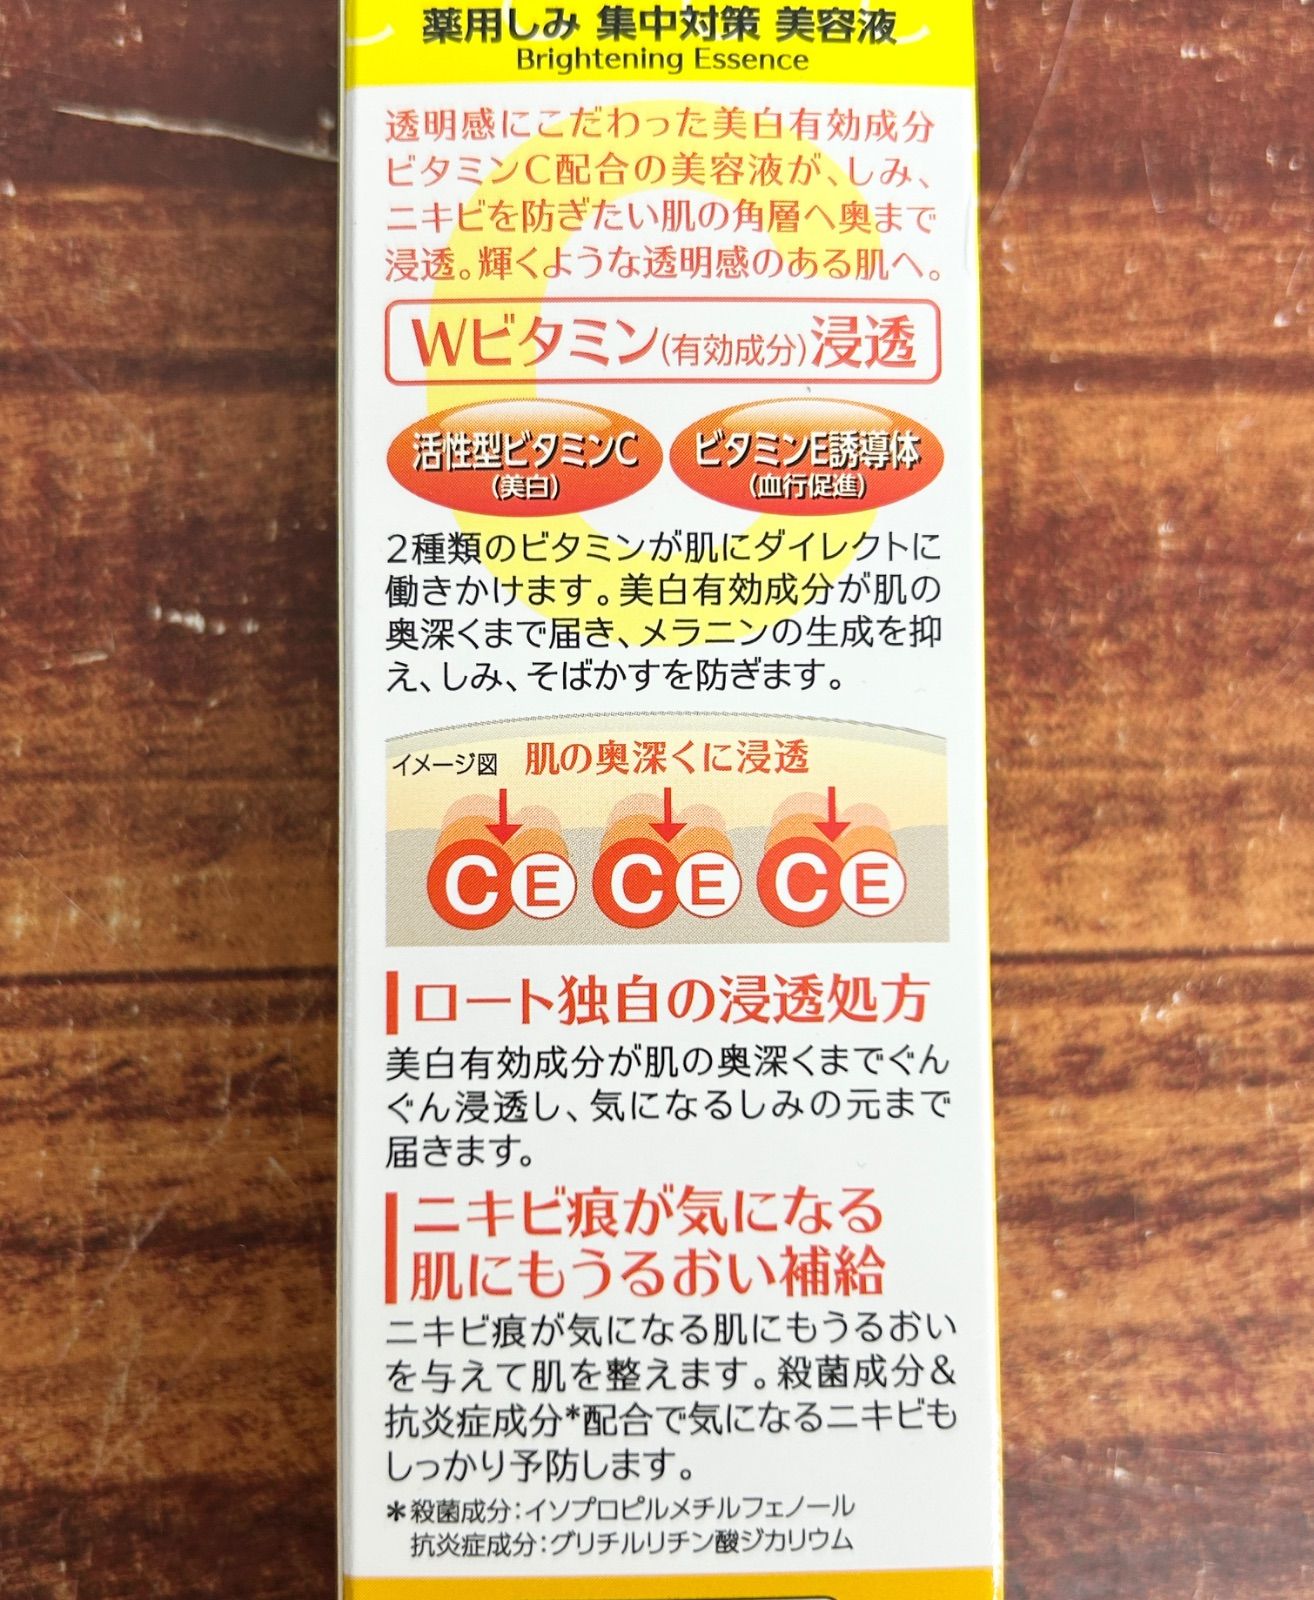 薬用しみ 集中対策 美容液
Brightening Essence
透明感にこだわった美白有効成分
ビタミンC配合の美容液が、しみ、
ニキビを防ぎたい肌の角層へ奥まで
浸透。輝くような透明感のある肌へ。
Wビタミン(有効成分)浸透
活性型ビタミンC
(美白)
ビタミンE誘導体
(血行促進)
2種類のビタミンが肌にダイレクトに
働きかけます。美白有効成分が肌の
奥深くまで届き、メラニンの生成を抑
え、しみ、そばかすを防ぎます。
イメージ図 肌の奥深くに浸透
C E C E C E
ロート独自の浸透処方
美白有効成分が肌の奥深くまでぐん
ぐん浸透し、気になるしみの元まで
届きます。
ニキビ痕が気になる
肌にもうるおい補給
ニキビ痕が気になる肌にもうるおい
を与えて肌を整えます。殺菌成分&
抗炎症成分*配合で気になるニキビも
しっかり予防します。
*殺菌成分:イソプロピルメチルフェノール
抗炎症成分:グリチルリチン酸ジカリウム